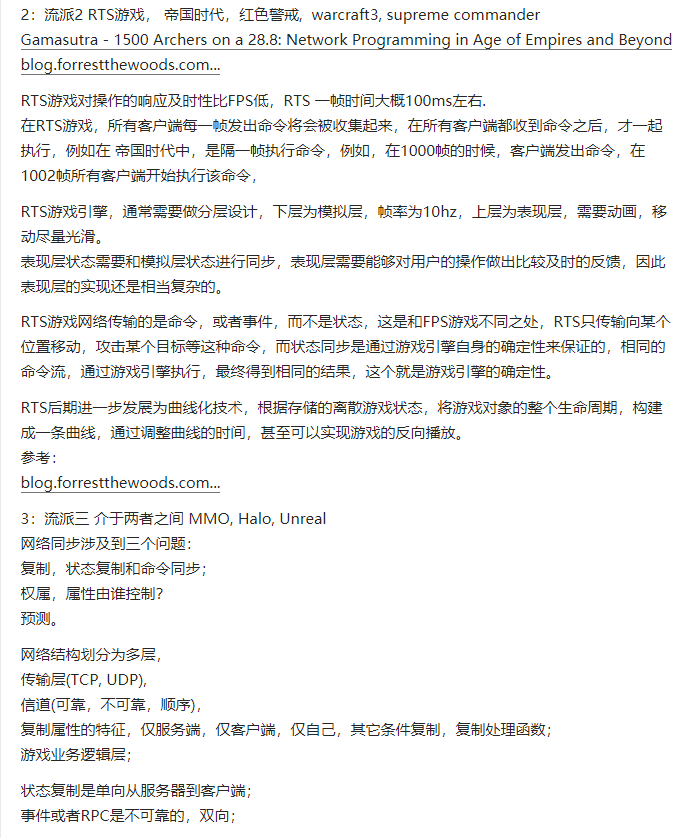 2：流派2 RTS游戏， 帝国时代，红色警戒, warcraft3, supreme commander
Gamasutra - 1500 Archers on a 28.8: Network Programming in Age of Empires and Beyond
blog.forrestthewoods.com...
RTS游戏对操作的响应及时性比FPS低，RTS 一帧时间大概100ms左右.
在RTS游戏，所有客户端每一帧发出命令将会被收集起来，在所有客户端都收到命令之后，才一起
执行，例如在 帝国时代中，是隔一帧执行命令，例如，在1000帧的时候，客户端发出命令，在
1002帧所有客户端开始执行该命令，
RTS游戏引擎，通常需要做分层设计，下层为模拟层，帧率为10hz，上层为表现层，需要动画，移
动尽量光滑。
表现层状态需要和模拟层状态进行同步，表现层需要能够对用户的操作做出比较及时的反馈，因此
表现层的实现还是相当复杂的。
RTS游戏网络传输的是命令，或者事件，而不是状态，这是和FPS游戏不同之处，RTS只传输向某个
位置移动，攻击某个目标等这种命令，而状态同步是通过游戏引擎自身的确定性来保证的，相同的
命令流，通过游戏引擎执行，最终得到相同的结果，这个就是游戏引擎的确定性。
RTS后期进一步发展为曲线化技术，根据存储的离散游戏状态，将游戏对象的整个生命周期，构建
成一条曲线，通过调整曲线的时间，甚至可以实现游戏的反向播放。
参考：
blog.forrestthewoods.com...
3：流派三 介于两者之间 MMO, Halo, Unreal
网络同步涉及到三个问题：
复制，状态复制和命令同步；
权属，属性由谁控制？
预测。
网络结构划分为多层，
传输层(TCP, UDP),
信道(可靠，不可靠，顺序)，
复制属性的特征，仅服务端，仅客户端，仅自己，其它条件复制，复制处理函数；
游戏业务逻辑层；
状态复制是单向从服务器到客户端；
事件或者RPC是不可靠的，双向；